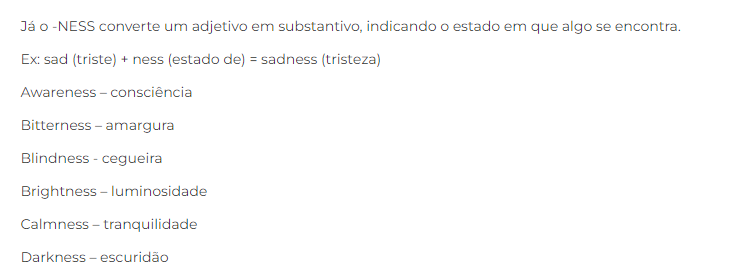 Já o -NESS converte um adjetivo em substantivo, indicando o estado em que algo se encontra.
Ex: sad (triste) + ness (estado de) = sadness (tristeza)
Awareness – consciência
Bitterness – amargura
Blindness - cegueira
Brightness – luminosidade
Calmness – tranquilidade
Darkness – escuridão